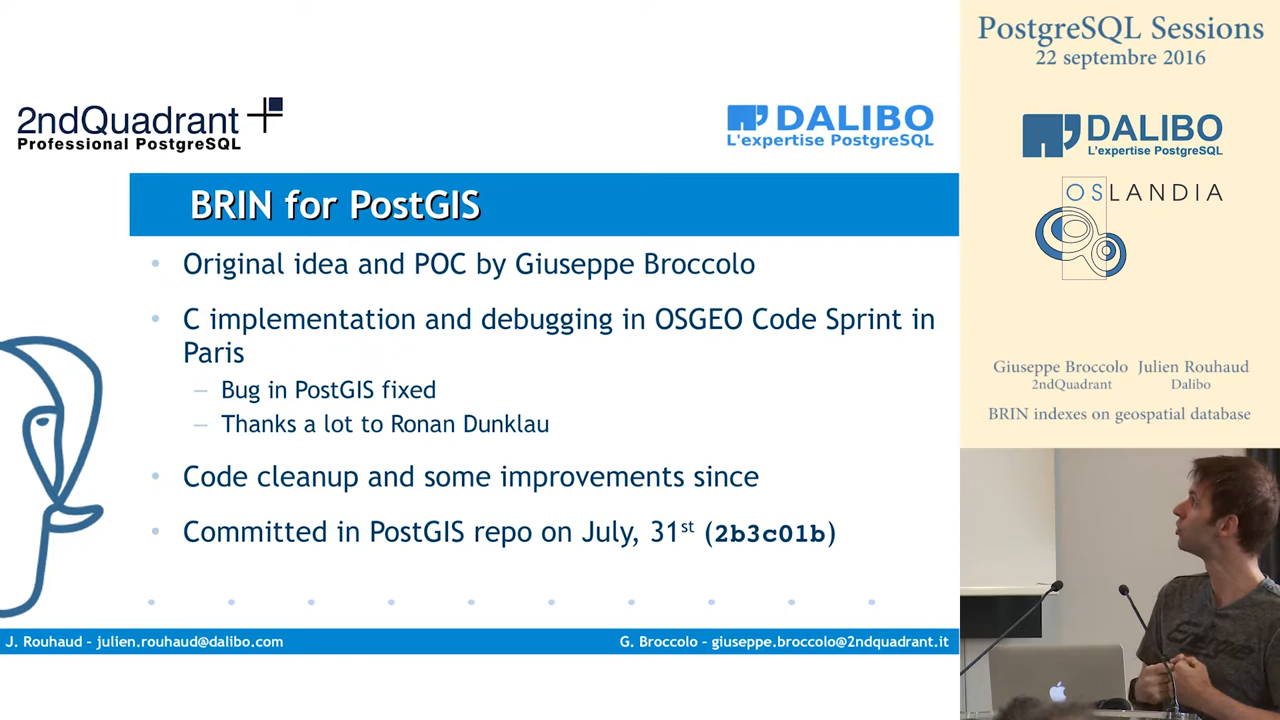 2ndQuadrant
Professional PostgreSQL
DALIBO
L'expertise PostgreSQL
BRIN for PostGIS
• Original idea and POC by Giuseppe Broccolo
• C implementation and debugging in OSGEO Code Sprint in
Paris
– Bug in PostGIS fixed
– Thanks a lot to Ronan Dunklau
• Code cleanup and some improvements since
• Committed in PostGIS repo on July, 31st (2b3c01b)
J. Rouhaud – julien.rouhaud@dalibo.com
G. Broccolo – giuseppe.broccolo@2ndquadrant.it
PostgreSQL Sessions
22 septembre 2016
DALIBO
L'expertise PostgreSQL
OSLANDIA
Giuseppe Broccolo Julien Rouhaud
2ndQuadrant Dalibo
BRIN indexes on geospatial database